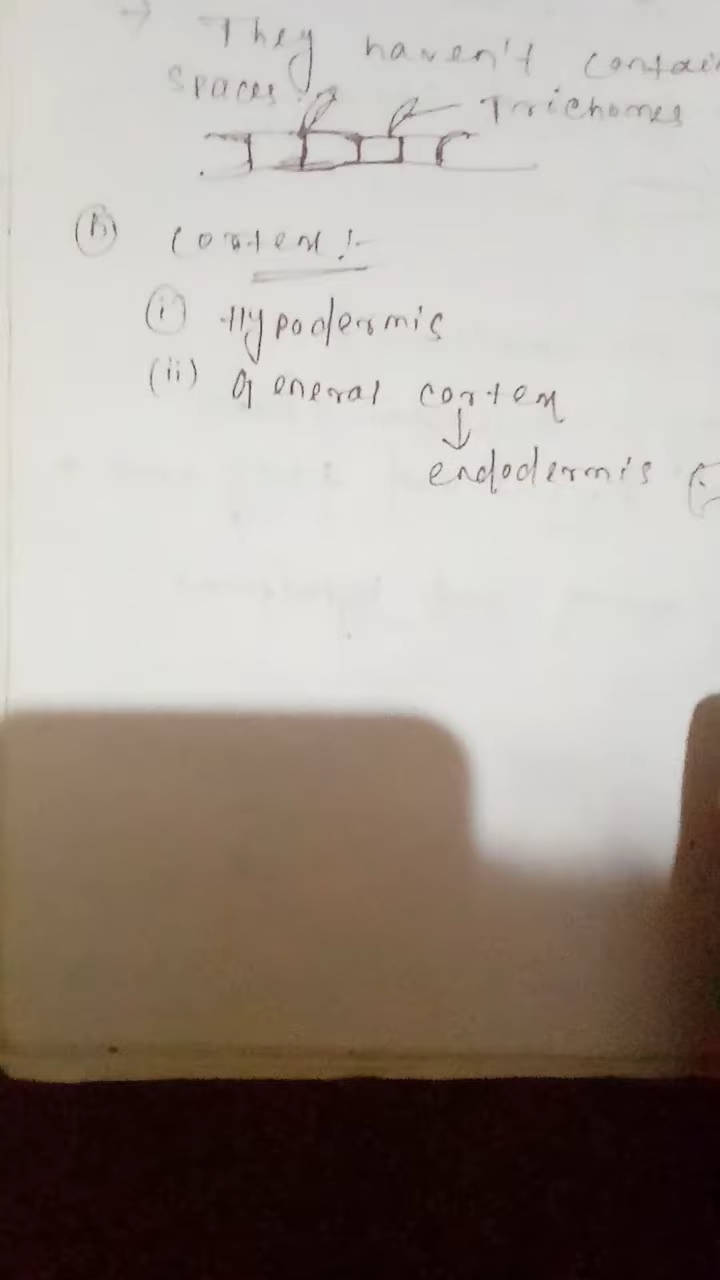 → They haven't contai
spaces.
Trichomes
(B) Cortex :-
(i) Hypodermis
(ii) General cortex
↓
endodermis (